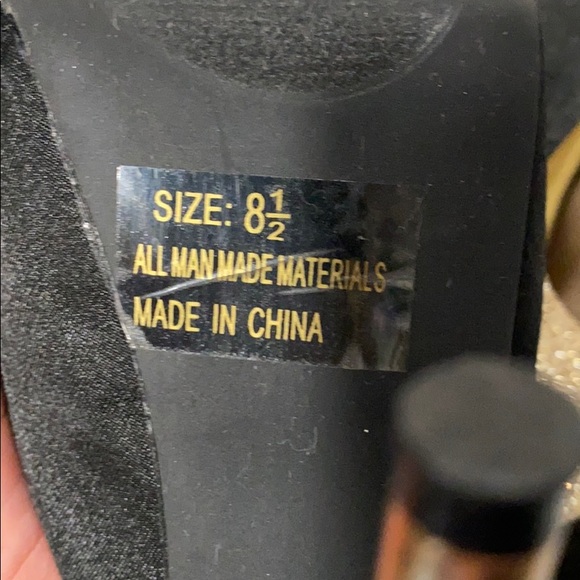 SIZE: 8½
ALL MAN MADE MATERIALS
MADE IN CHINA